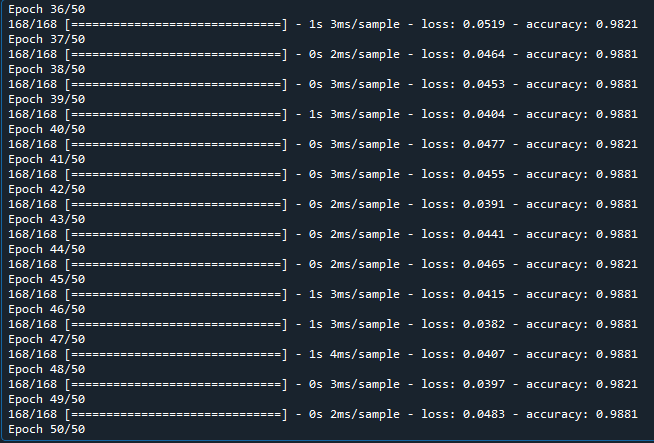 Epoch 36/50
168/168 [==============================] - 1s 3ms/sample - loss: 0.0519 - accuracy: 0.9821
Epoch 37/50
168/168 [==============================] - 0s 2ms/sample - loss: 0.0464 - accuracy: 0.9881
Epoch 38/50
168/168 [==============================] - 0s 3ms/sample - loss: 0.0453 - accuracy: 0.9881
Epoch 39/50
168/168 [==============================] - 1s 3ms/sample - loss: 0.0404 - accuracy: 0.9881
Epoch 40/50
168/168 [==============================] - 0s 3ms/sample - loss: 0.0477 - accuracy: 0.9821
Epoch 41/50
168/168 [==============================] - 0s 3ms/sample - loss: 0.0455 - accuracy: 0.9881
Epoch 42/50
168/168 [==============================] - 0s 2ms/sample - loss: 0.0391 - accuracy: 0.9881
Epoch 43/50
168/168 [==============================] - 0s 2ms/sample - loss: 0.0441 - accuracy: 0.9881
Epoch 44/50
168/168 [==============================] - 0s 2ms/sample - loss: 0.0465 - accuracy: 0.9821
Epoch 45/50
168/168 [==============================] - 1s 3ms/sample - loss: 0.0415 - accuracy: 0.9881
Epoch 46/50
168/168 [==============================] - 1s 3ms/sample - loss: 0.0382 - accuracy: 0.9881
Epoch 47/50
168/168 [==============================] - 1s 4ms/sample - loss: 0.0407 - accuracy: 0.9881
Epoch 48/50
168/168 [==============================] - 0s 3ms/sample - loss: 0.0397 - accuracy: 0.9821
Epoch 49/50
168/168 [==============================] - 0s 2ms/sample - loss: 0.0483 - accuracy: 0.9881
Epoch 50/50